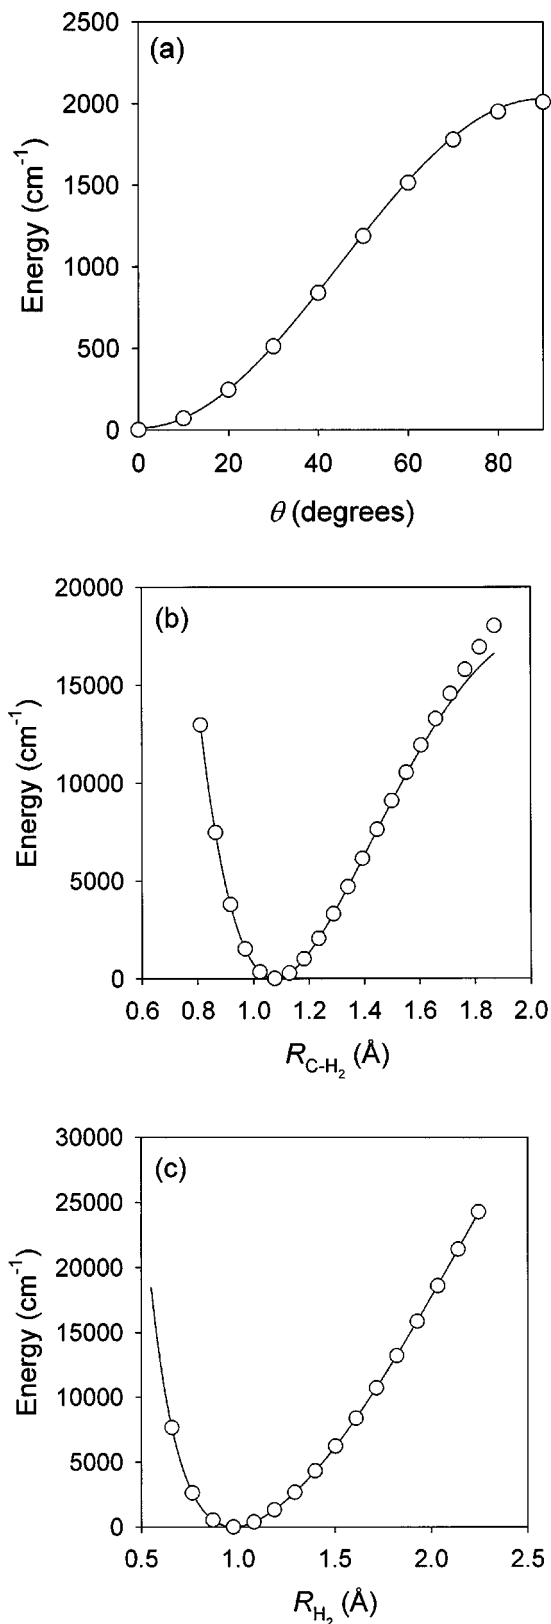 (a)
2500
2000
1500
1000
500
0
Energy (cm⁻¹)
0 20 40 60 80
θ (degrees)
(b)
20000
15000
10000
5000
0
Energy (cm⁻¹)
0.6 0.8 1.0 1.2 1.4 1.6 1.8 2.0
R_C-H₂ (Å)
(c)
30000
25000
20000
15000
10000
5000
0
Energy (cm⁻¹)
0.5 1.0 1.5 2.0 2.5
R_H₂ (Å)